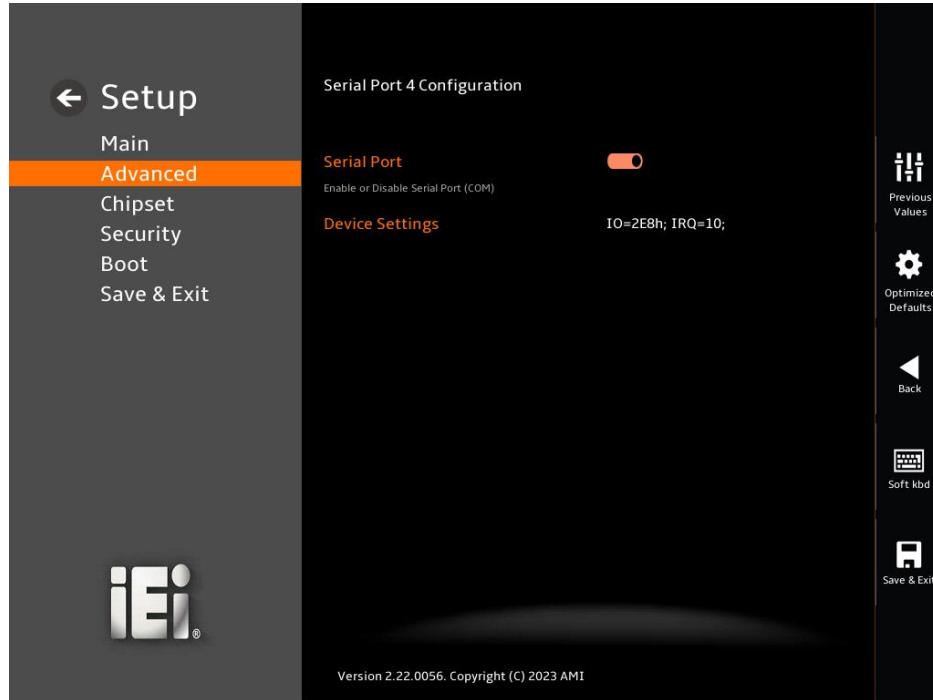 Setup
Main
Advanced
Chipset
Security
Boot
Save & Exit
Serial Port 4 Configuration
Serial Port
Enable or Disable Serial Port (COM)
Device Settings
IO=2E8h; IRQ=10;
Previous
Values
Optimized
Defaults
Back
Soft kbd
Save & Exit
iEi®
Version 2.22.0056. Copyright (C) 2023 AMI